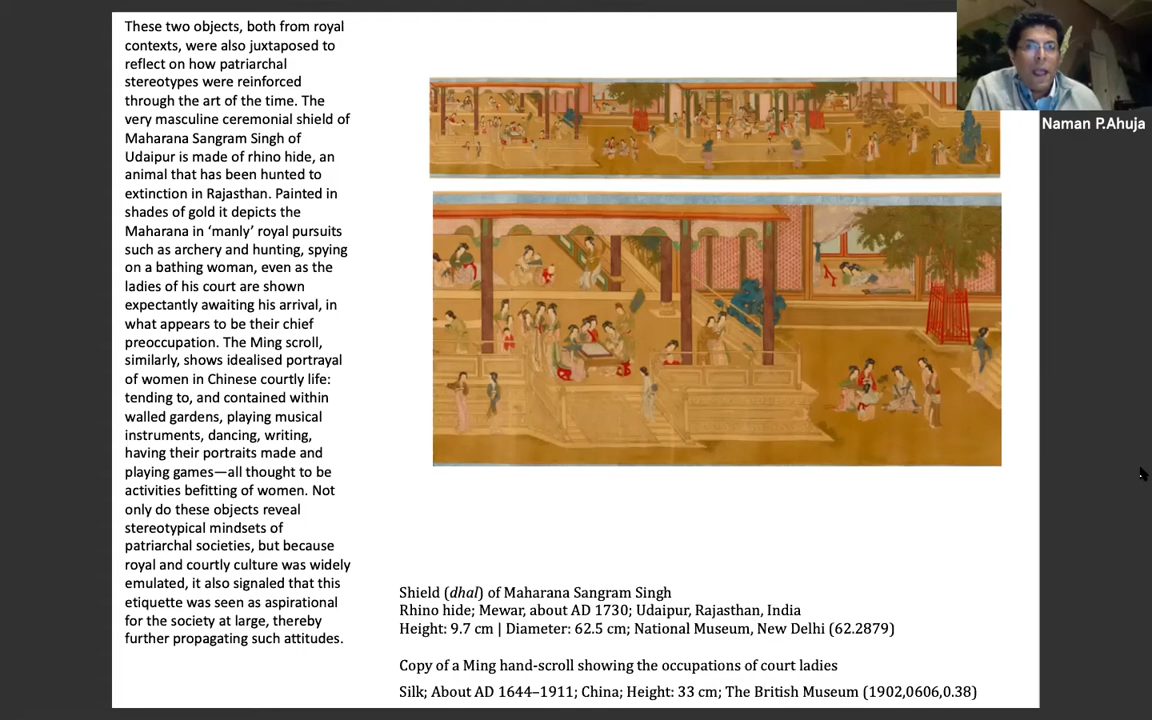 These two objects, both from royal
contexts, were also juxtaposed to
reflect on how patriarchal
stereotypes were reinforced
through the art of the time. The
very masculine ceremonial shield of
Maharana Sangram Singh of
Udaipur is made of rhino hide, an
animal that has been hunted to
extinction in Rajasthan. Painted in
shades of gold it depicts the
Maharana in ‘manly’ royal pursuits
such as archery and hunting, spying
on a bathing woman, even as the
ladies of his court are shown
expectantly awaiting his arrival, in
what appears to be their chief
preoccupation. The Ming scroll,
similarly, shows idealised portrayal
of women in Chinese courtly life:
tending to, and contained within
walled gardens, playing musical
instruments, dancing, writing,
having their portraits made and
playing games—all thought to be
activities befitting of women. Not
only do these objects reveal
stereotypical mindsets of
patriarchal societies, but because
royal and courtly culture was widely
emulated, it also signaled that this
etiquette was seen as aspirational
for the society at large, thereby
further propagating such attitudes.
Naman P.Ahuja
Shield (dhal) of Maharana Sangram Singh
Rhino hide; Mewar, about AD 1730; Udaipur, Rajasthan, India
Height: 9.7 cm | Diameter: 62.5 cm; National Museum, New Delhi (62.2879)
Copy of a Ming hand-scroll showing the occupations of court ladies
Silk; About AD 1644–1911; China; Height: 33 cm; The British Museum (1902,0606,0.38)